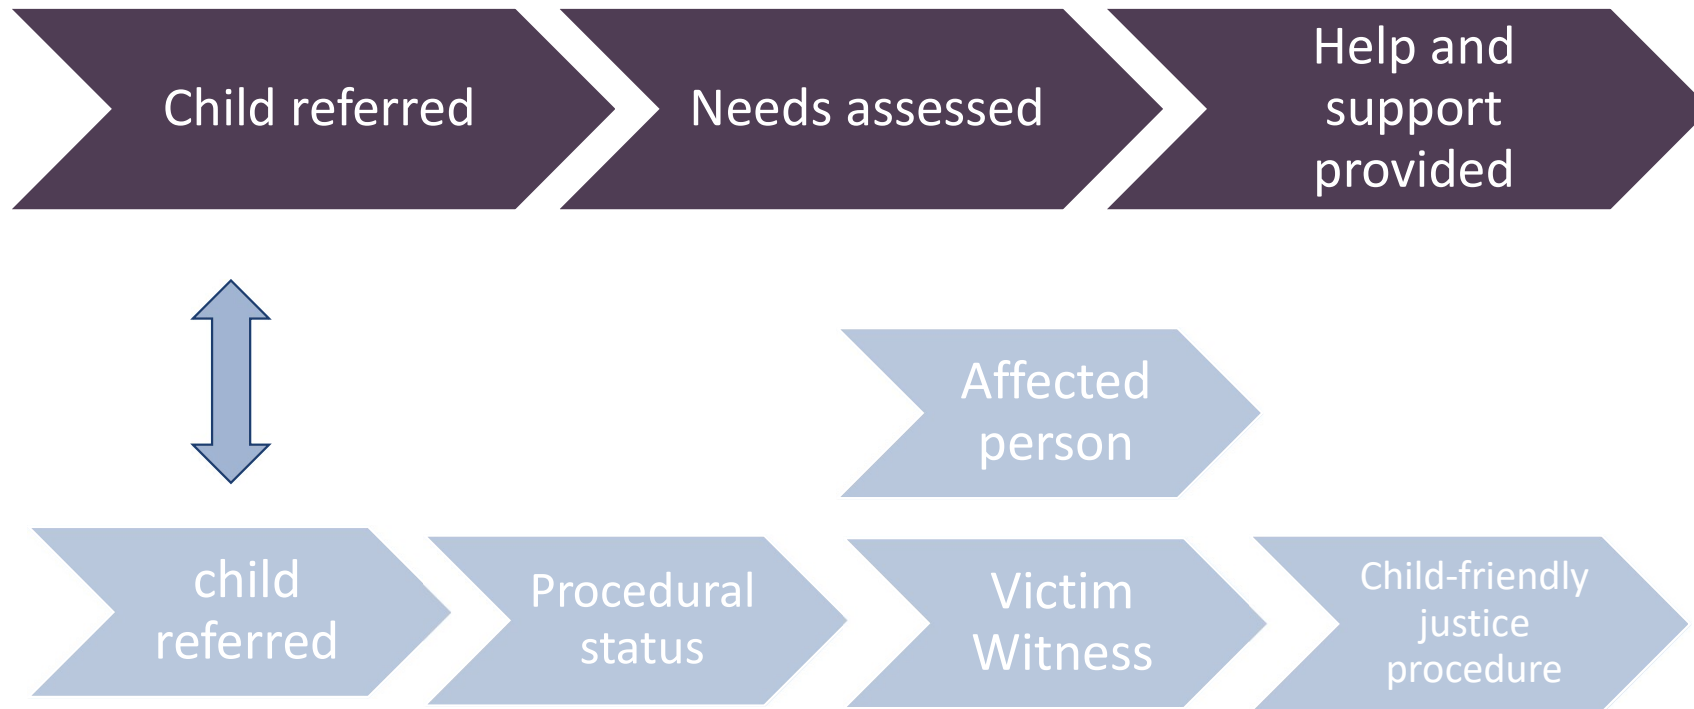 Child referred
Needs assessed
Help and
support
provided
Affected
person
child
referred
Procedural
status
Victim
Witness
Child-friendly
justice
procedure